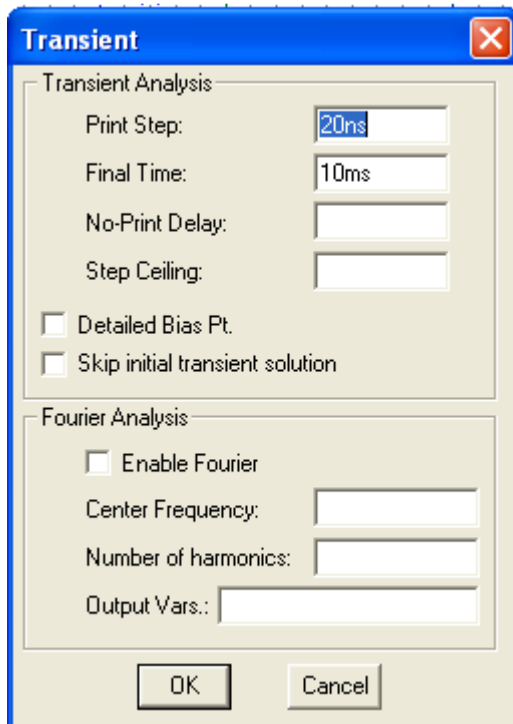 Transient
Transient Analysis
Print Step: 20ns
Final Time: 10ms
No-Print Delay:
Step Ceiling:
Detailed Bias Pt.
Skip initial transient solution
Fourier Analysis
Enable Fourier
Center Frequency:
Number of harmonics:
Output Vars.:
OK Cancel